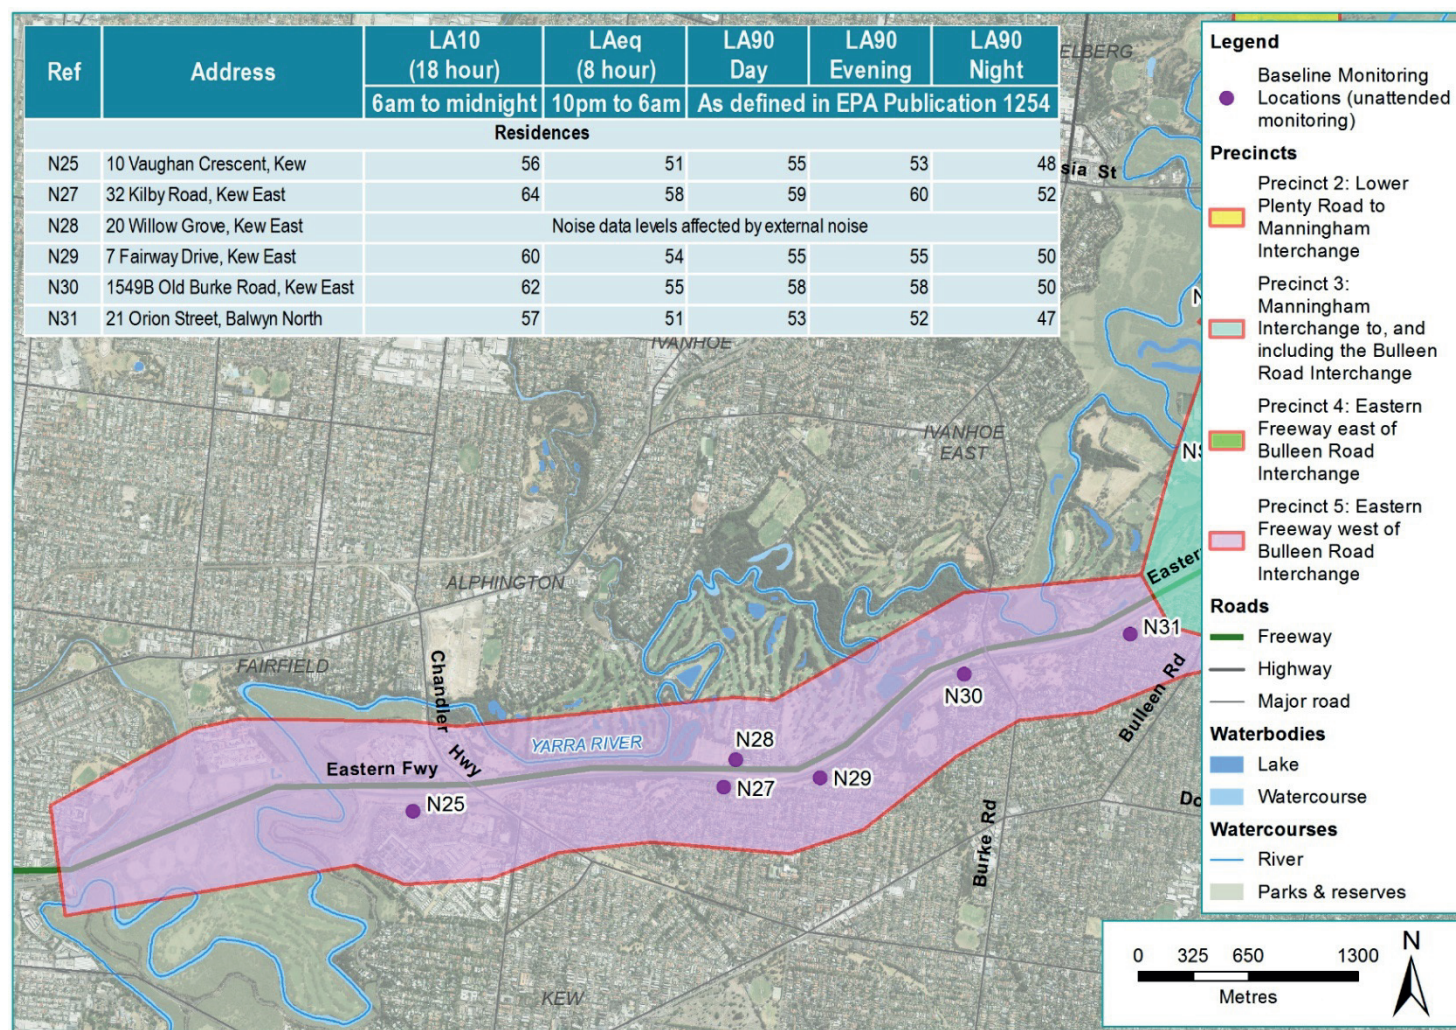 Ref Address LA10 (18 hour) LAeq (8 hour) LA90 Day LA90 Evening LA90 Night
6am to midnight 10pm to 6am As defined in EPA Publication 1254
Residences
N25 10 Vaughan Crescent, Kew 56 51 55 53 48
N27 32 Kilby Road, Kew East 64 58 59 60 52
N28 20 Willow Grove, Kew East Noise data levels affected by external noise
N29 7 Fairway Drive, Kew East 60 54 55 55 50
N30 1549B Old Burke Road, Kew East 62 55 58 58 50
N31 21 Orion Street, Balwyn North 57 51 53 52 47
ELBERG
sia St
IVANHOE
IVANHOE
EAST
ALPHINGTON
FAIRFIELD
Chandler
Hwy
YARRA RIVER
Eastern Fwy
N25
N28
N27
N29
N30
N31
Easter
Bulleen Rd
Burke Rd
Do
KEW
Legend
Baseline Monitoring
Locations (unattended
monitoring)
Precincts
Precinct 2: Lower
Plenty Road to
Manningham
Interchange
Precinct 3:
Manningham
Interchange to, and
including the Bulleen
Road Interchange
Precinct 4: Eastern
Freeway east of
Bulleen Road
Interchange
Precinct 5: Eastern
Freeway west of
Bulleen Road
Interchange
Roads
Freeway
Highway
Major road
Waterbodies
Lake
Watercourse
Watercourses
River
Parks & reserves
0 325 650 1300
Metres
N